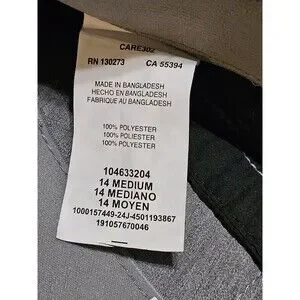 CARE302
RN 130273 CA 55394
MADE IN BANGLADESH
HECHO EN BANGLADESH
FABRIQUE AU BANGLADESH
100% POLYESTER
100% POLIESTER
100% POLYESTER
104633204
14 MEDIUM
14 MEDIANO
14 MOYEN
1000157449-24J-4501193867
191057670046